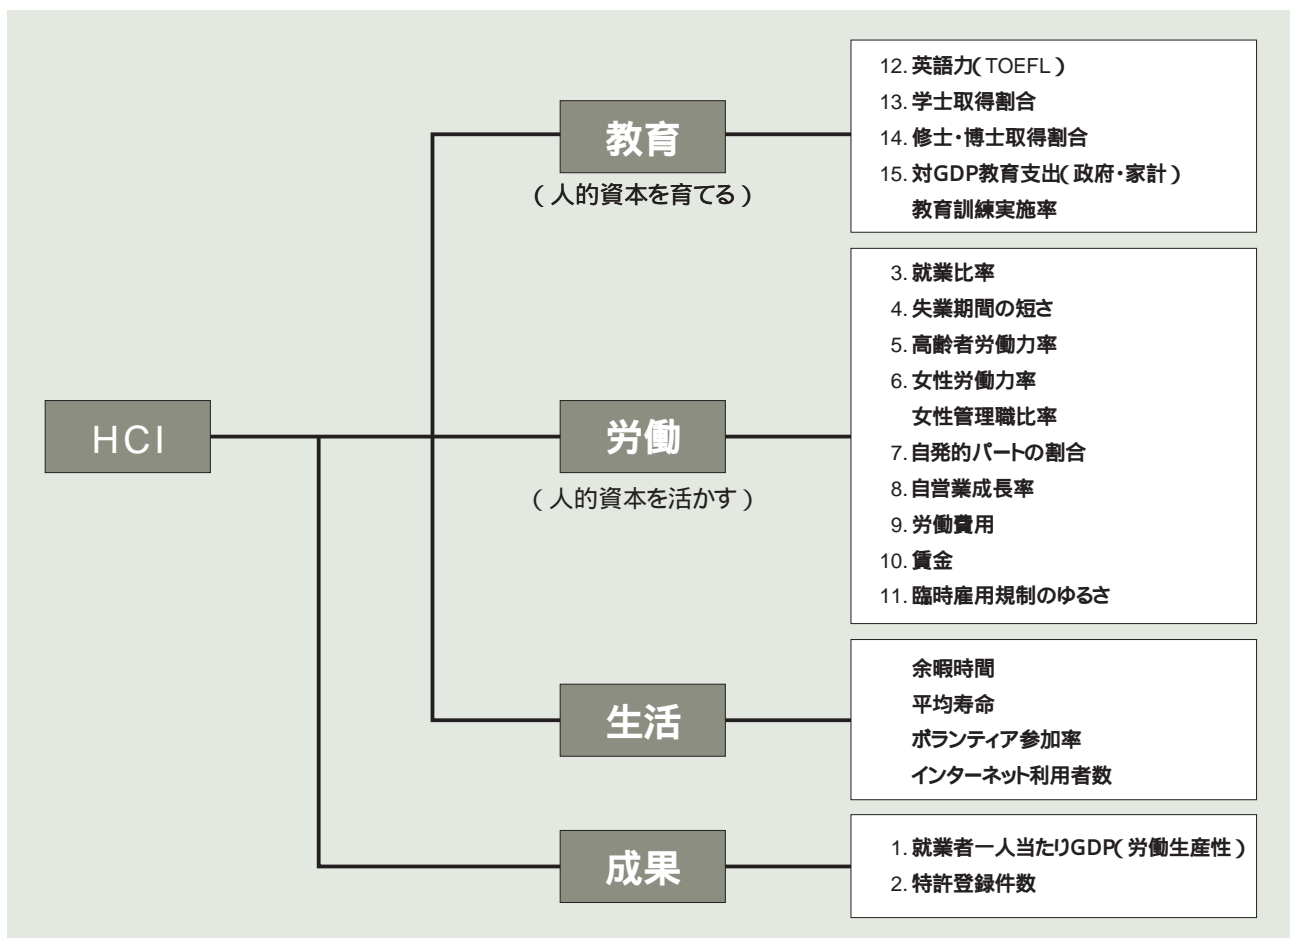 HCI
教育
(人的資本を育てる)
12. 英語力(TOEFL)
13. 学士取得割合
14. 修士・博士取得割合
15. 対GDP教育支出(政府・家計)
教育訓練実施率
労働
(人的資本を活かす)
3. 就業比率
4. 失業期間の短さ
5. 高齢者労働力率
6. 女性労働力率
女性管理職比率
7. 自発的パートの割合
8. 自営業成長率
9. 労働費用
10. 賃金
11. 臨時雇用規制のゆるさ
生活
余暇時間
平均寿命
ボランティア参加率
インターネット利用者数
成果
1. 就業者一人当たりGDP(労働生産性)
2. 特許登録件数